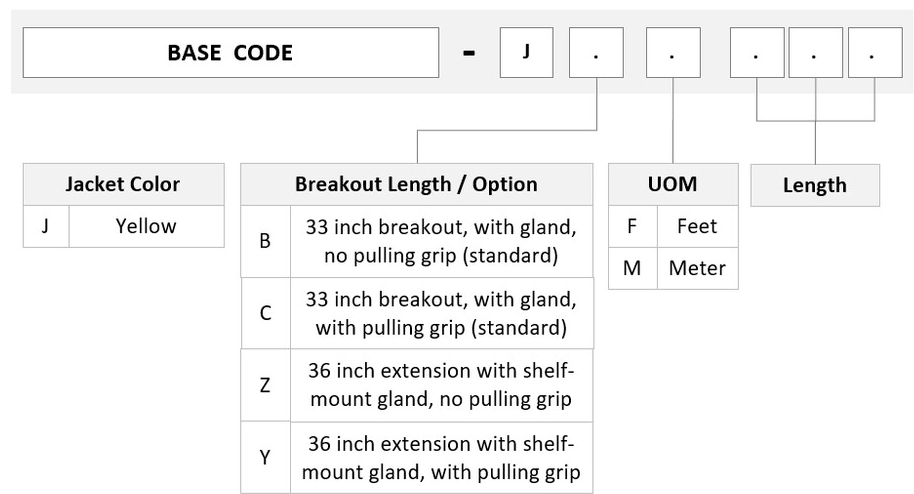 BASE CODE - J . . . . .
Jacket Color
J Yellow
Breakout Length / Option
B 33 inch breakout, with gland,
no pulling grip (standard)
C 33 inch breakout, with gland,
with pulling grip (standard)
Z 36 inch extension with shelf-
mount gland, no pulling grip
Y 36 inch extension with shelf-
mount gland, with pulling grip
UOM
F Feet
M Meter
Length